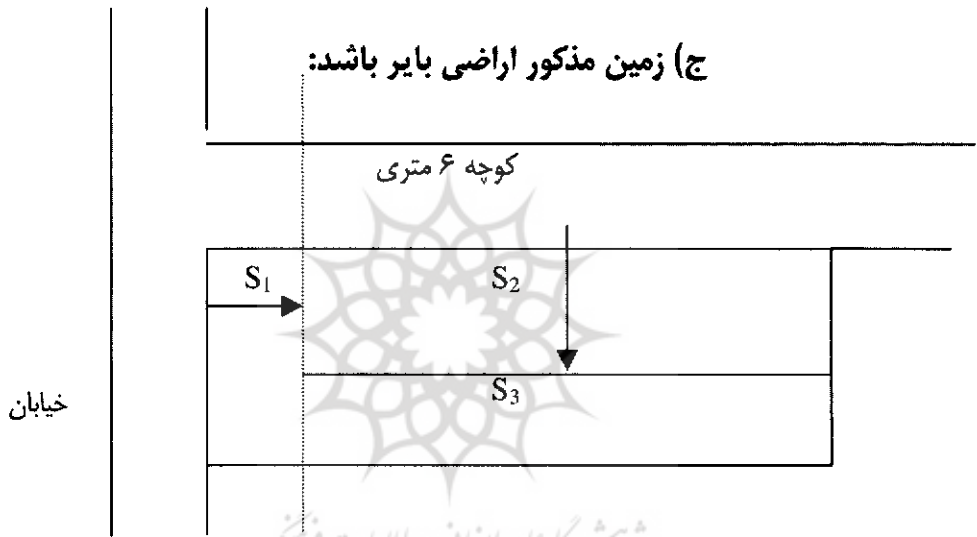 ج) زمین مذکور اراضی بایر باشد:
کوچه ۶ متری
S₁
S₂
S₃
خیابان